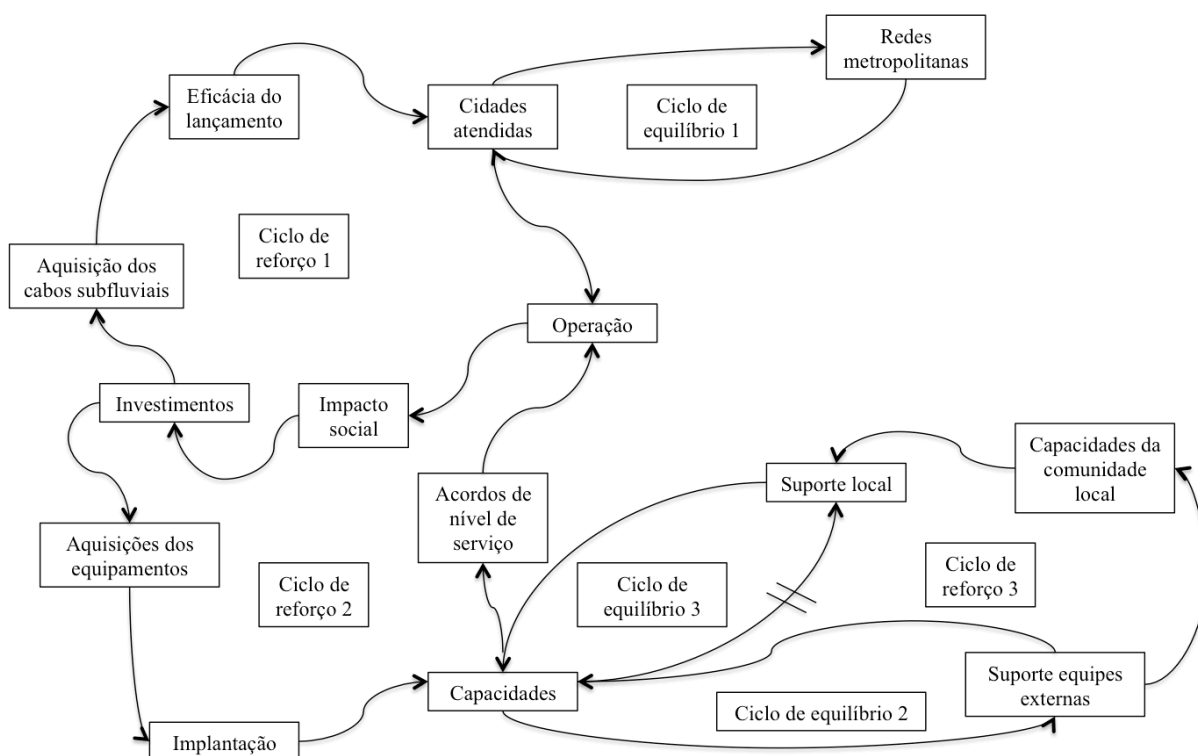 Redes
metropolitanas
Eficácia do
lançamento
Cidades
atendidas
Ciclo de
equilíbrio 1
Ciclo de
reforço 1
Aquisição dos
cabos subfluviais
Operação
Investimentos
Impacto
social
Capacidades da
comunidade
local
Suporte local
Acordos de
nível de
serviço
Aquisições dos
equipamentos
Ciclo de
reforço 2
Ciclo de
equilíbrio 3
Ciclo de
reforço 3
Capacidades
Suporte equipes
externas
Ciclo de equilíbrio 2
Implantação